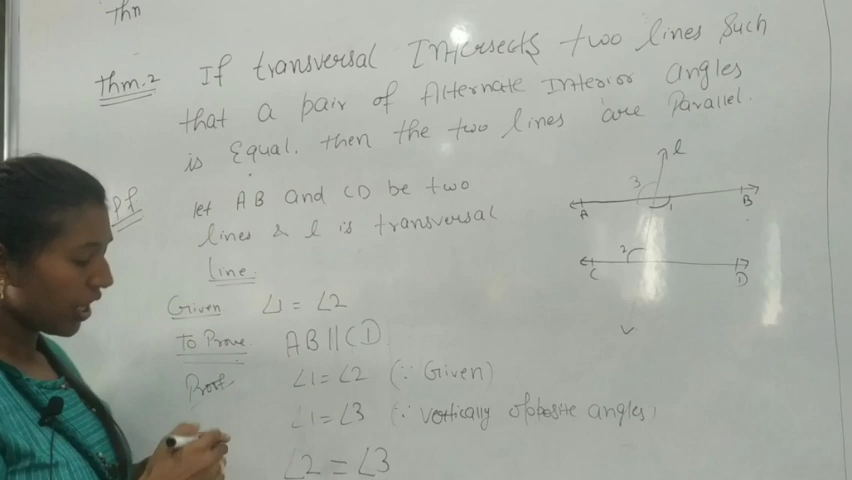 Thn
Thm.2 If transversal Intersects two lines Such
that a pair of Alternate Interior angles
is Equal. then the two lines are Parallel.
Pf let AB and CD be two
lines & l is transversal
line.
Given ∠1 = ∠2
To Prove. AB || CD
Proof ∠1 = ∠2 (∵ Given)
∠1 = ∠3 (∵ vertically opposite angles)
∠2 = ∠3
l
3
A
1
B
2
C
D